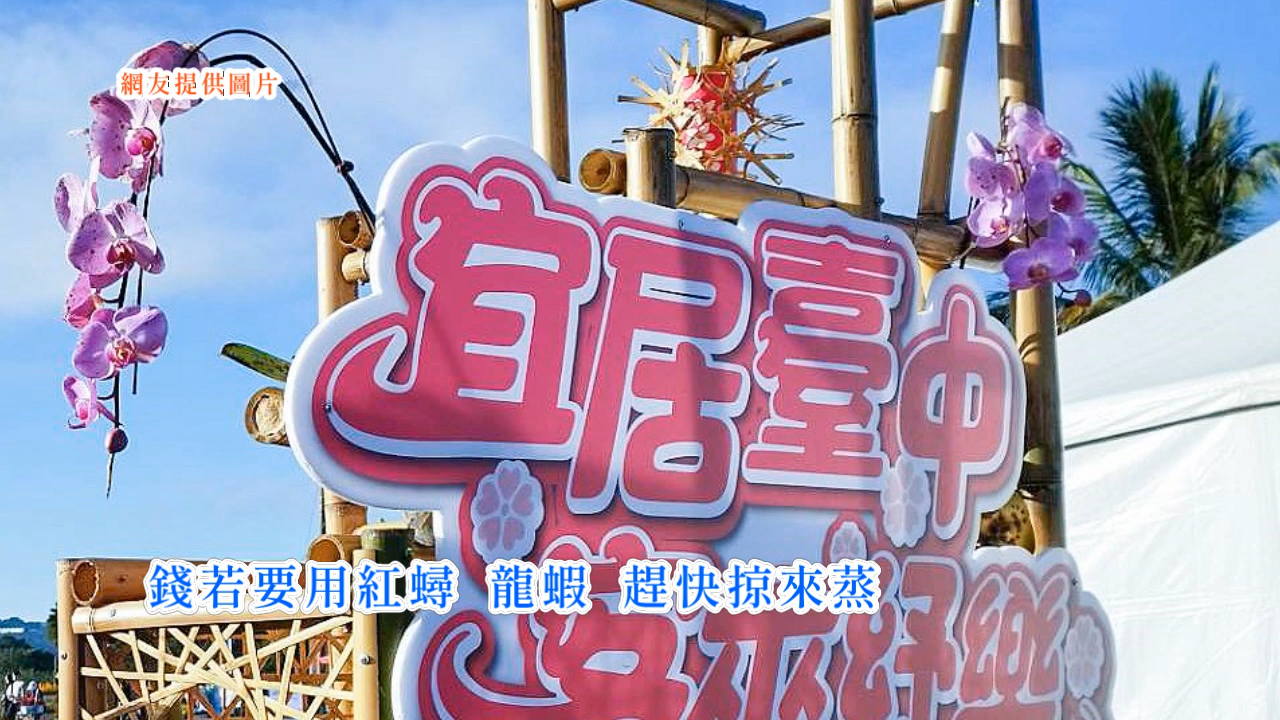 網友提供圖片
宜居臺中
錢若要用紅蟳 龍蝦 趕快掠來蒸